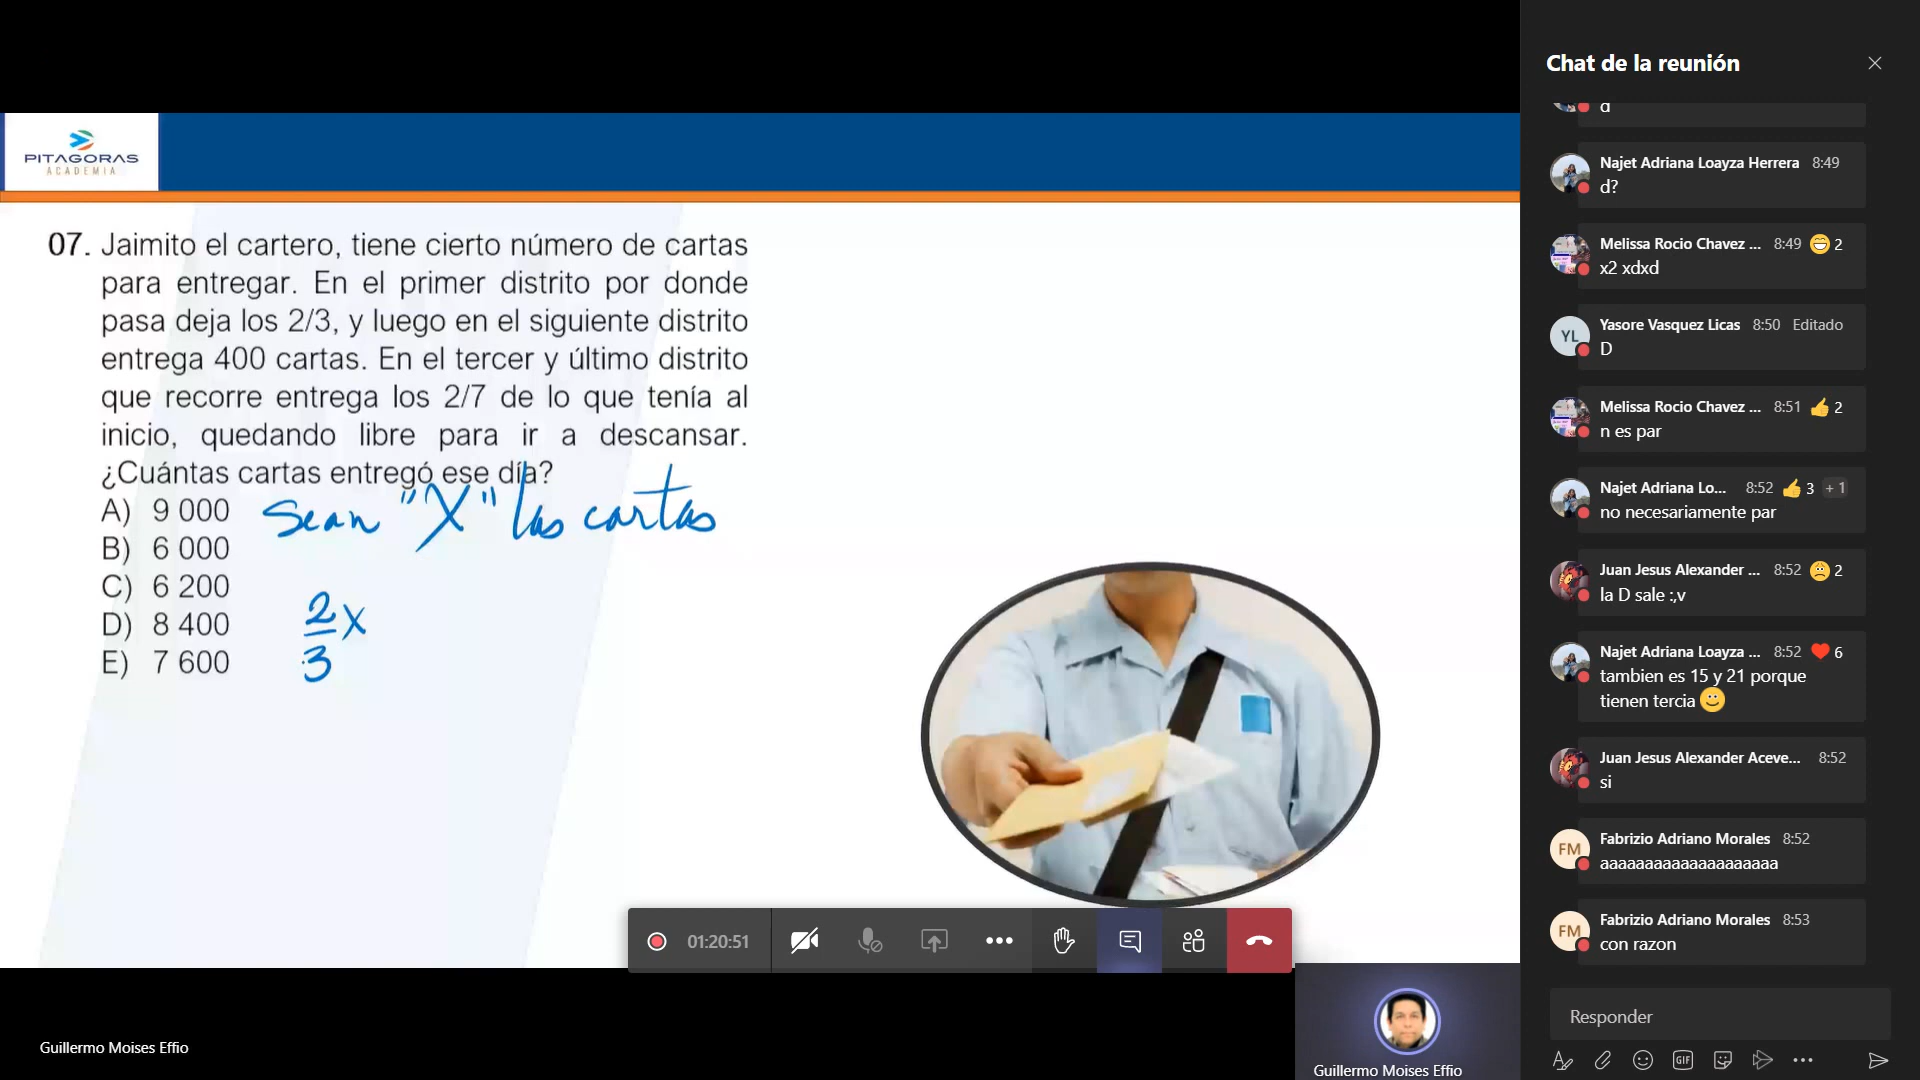 PITAGORAS
ACADEMIA
07. Jaimito el cartero, tiene cierto número de cartas
para entregar. En el primer distrito por donde
pasa deja los 2/3, y luego en el siguiente distrito
entrega 400 cartas. En el tercer y último distrito
que recorre entrega los 2/7 de lo que tenía al
inicio, quedando libre para ir a descansar.
¿Cuántas cartas entregó ese día?
A) 9 000
B) 6 000
C) 6 200
D) 8 400
E) 7 600
Sean "X" las cartas
2/3 X
01:20:51
Guillermo Moises Effio
Guillermo Moises Effio
Chat de la reunión
d
Najet Adriana Loayza Herrera 8:49
d?
Melissa Rocio Chavez ... 8:49 😁 2
x2 xdxd
YL
Yasore Vasquez Licas 8:50 Editado
D
Melissa Rocio Chavez ... 8:51 👍 2
n es par
Najet Adriana Lo... 8:52 👍 3 +1
no necesariamente par
Juan Jesus Alexander ... 8:52 🙁 2
la D sale :,v
Najet Adriana Loayza ... 8:52 ❤️ 6
tambien es 15 y 21 porque
tienen tercia 🙂
Juan Jesus Alexander Aceve... 8:52
si
FM
Fabrizio Adriano Morales 8:52
aaaaaaaaaaaaaaaaaaaa
FM
Fabrizio Adriano Morales 8:53
con razon
Responder
GIF